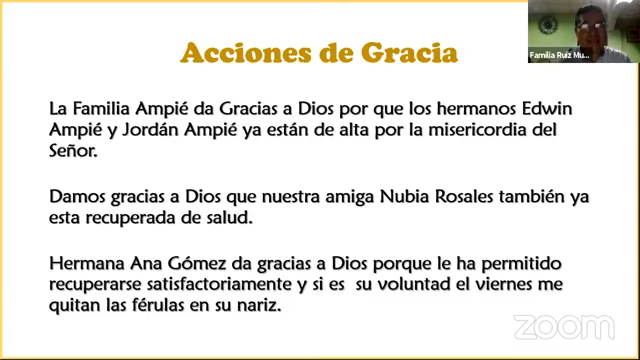 Familia Ruiz Mu...
Acciones de Gracia
La Familia Ampié da Gracias a Dios por que los hermanos Edwin
Ampié y Jordán Ampié ya están de alta por la misericordia del
Señor.
Damos gracias a Dios que nuestra amiga Nubia Rosales también ya
esta recuperada de salud.
Hermana Ana Gómez da gracias a Dios porque le ha permitido
recuperarse satisfactoriamente y si es su voluntad el viernes me
quitan las férulas en su nariz.
zoom